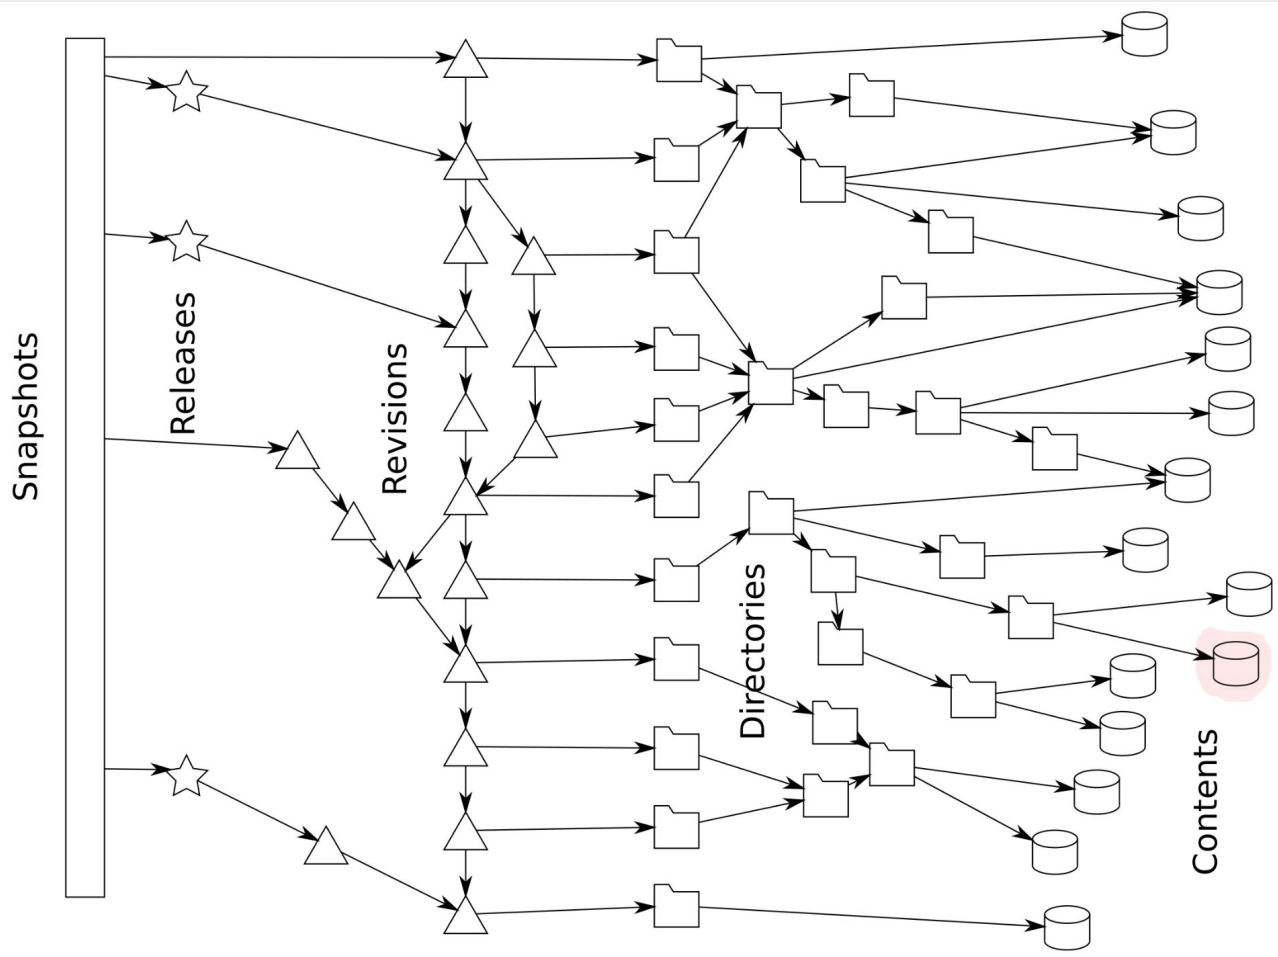 Snapshots
Releases
Revisions
Directories
Contents